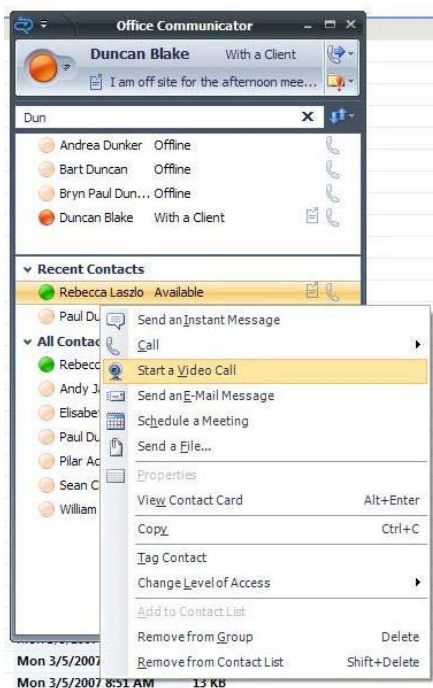 Office Communicator
Duncan Blake With a Client
I am off site for the afternoon mee...
Dun
Andrea Dunker Offline
Bart Duncan Offline
Bryn Paul Dun... Offline
Duncan Blake With a Client
Recent Contacts
Rebecca Laszlo Available
Paul Du
All Contac
Rebecc
Andy J
Elisabe
Paul Du
Pilar Ac
Sean C
William
Send an Instant Message
Call
Start a Video Call
Send an E-Mail Message
Schedule a Meeting
Send a File...
Properties
View Contact Card Alt+Enter
Copy Ctrl+C
Tag Contact
Change Level of Access
Add to Contact List
Remove from Group Delete
Remove from Contact List Shift+Delete
Mon 3/5/2007
Mon 3/5/2007 8:51 AM 13 KB